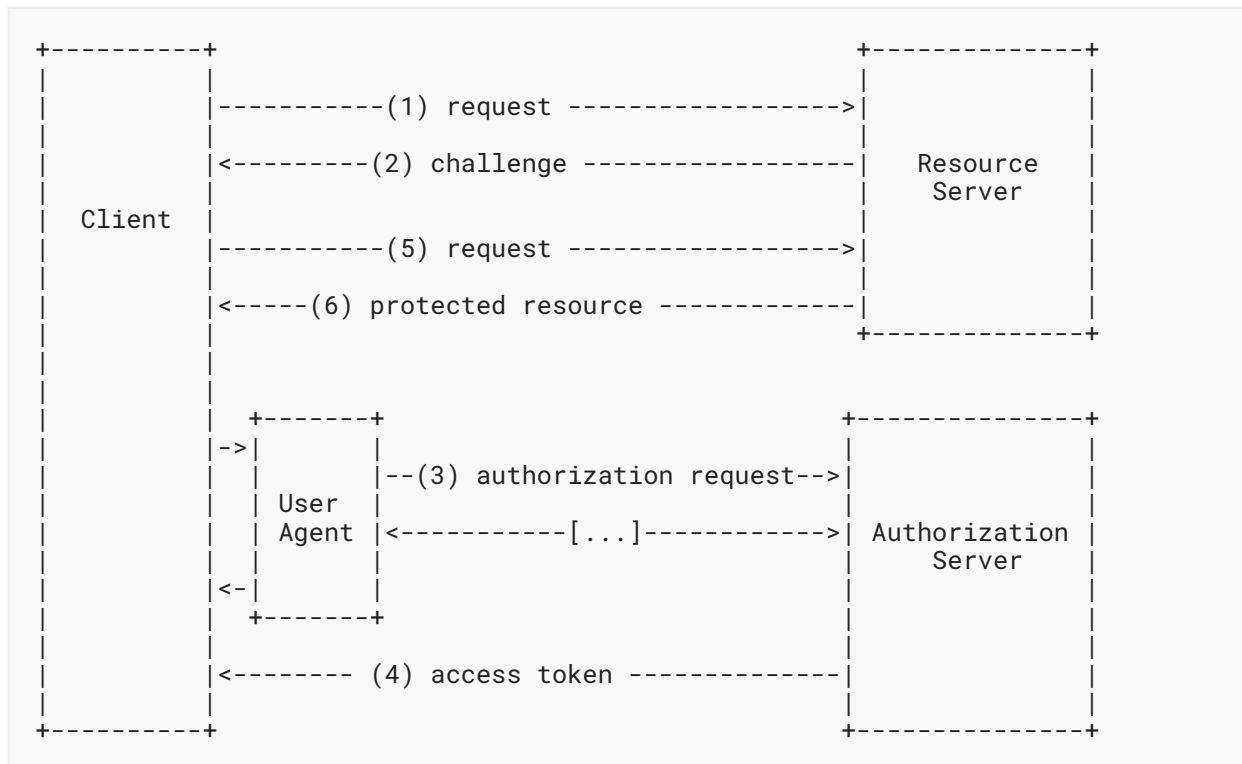 +----------+                                          +--------------+
|          |                                          |              |
|          |-----------(1) request ------------------>|              |
|          |                                          |              |
|          |<---------(2) challenge ------------------|   Resource   |
|          |                                          |    Server    |
|  Client  |                                          |              |
|          |-----------(5) request ------------------>|              |
|          |                                          |              |
|          |<-----(6) protected resource -------------|              |
|          |                                          +--------------+
|          |
|          |
|          |  +-------+                              +---------------+
|          |->|       |                              |               |
|          |  |       |--(3) authorization request-->|               |
|          |  | User  |                              |               |
|          |  | Agent |<-----------[...]------------>| Authorization |
|          |  |       |                              |     Server    |
|          |<-|       |                              |               |
|          |  +-------+                              |               |
|          |                                         |               |
|          |<-------- (4) access token --------------|               |
|          |                                         |               |
+----------+                                         +---------------+